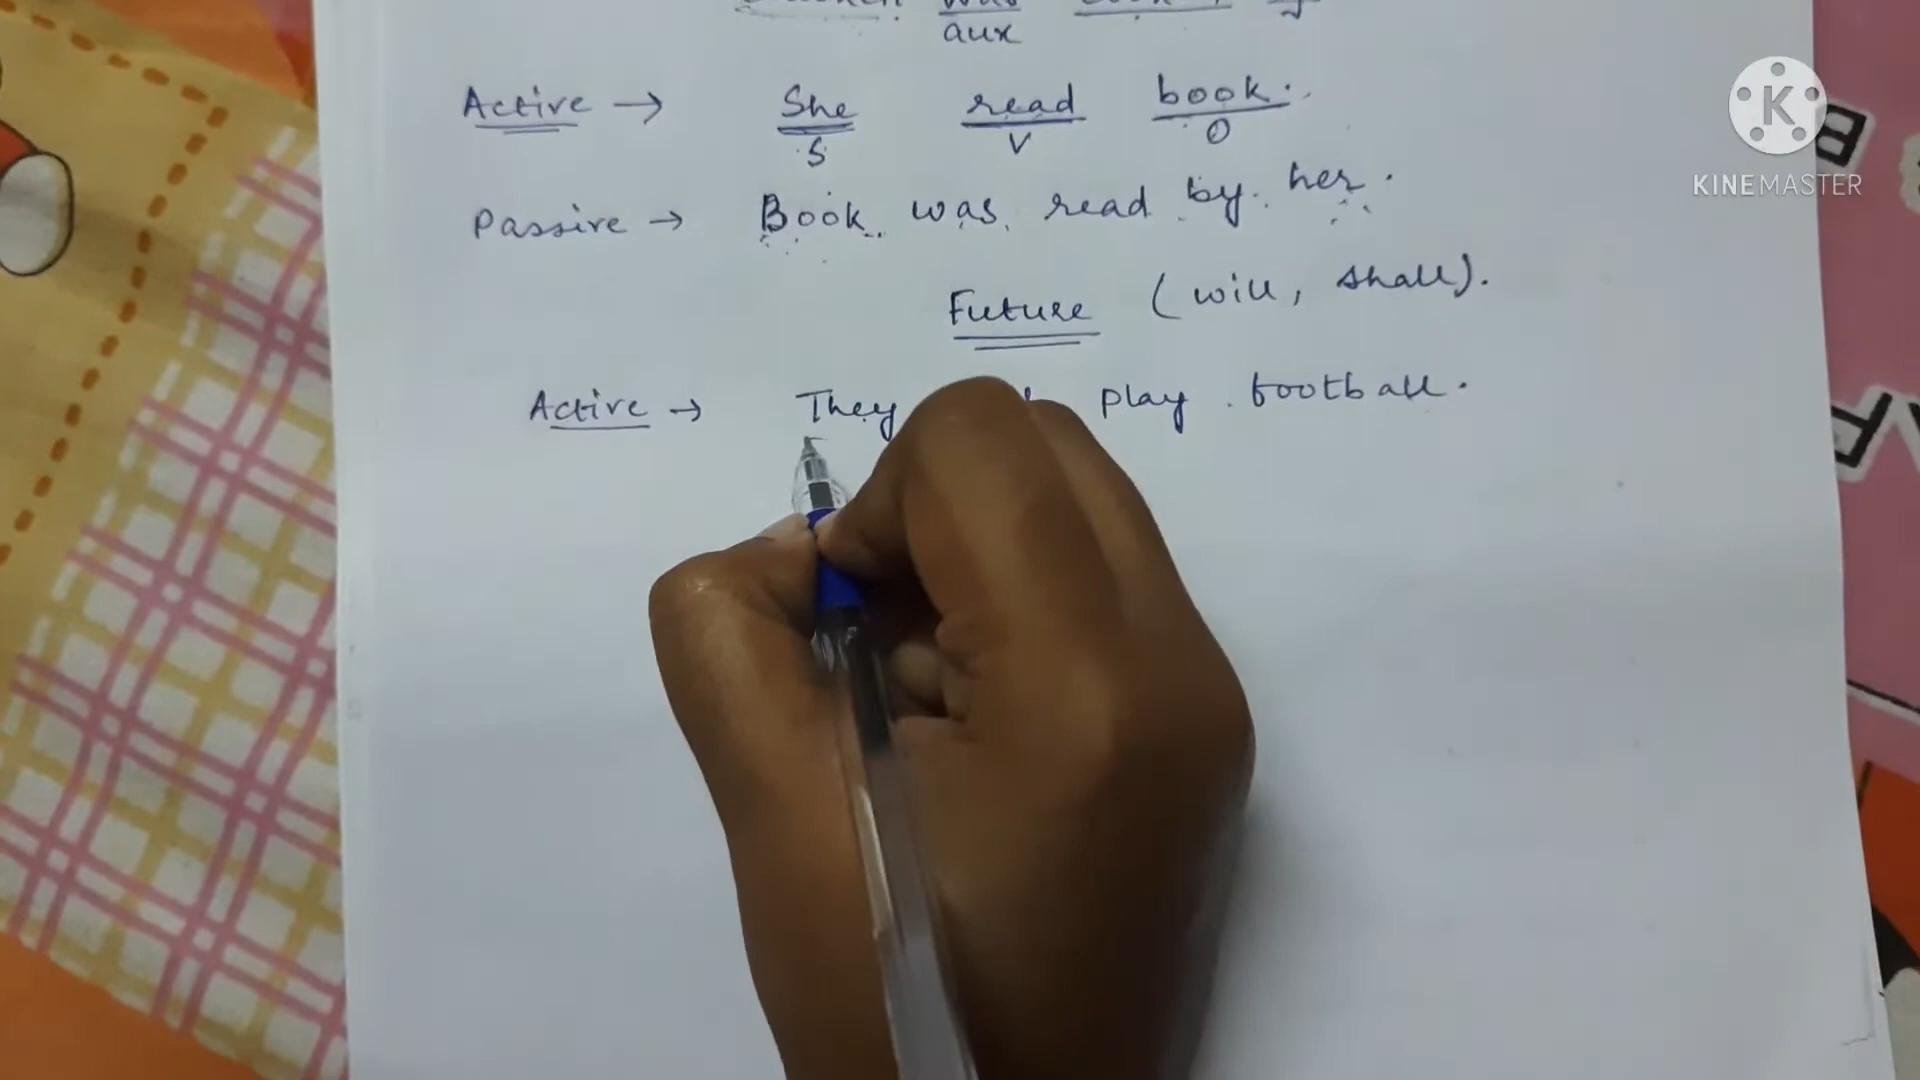 was
aux
Active → She read book.
S V O
Passive → Book was read by her.
Future (will, shall).
Active → They play football.
KINEMASTER